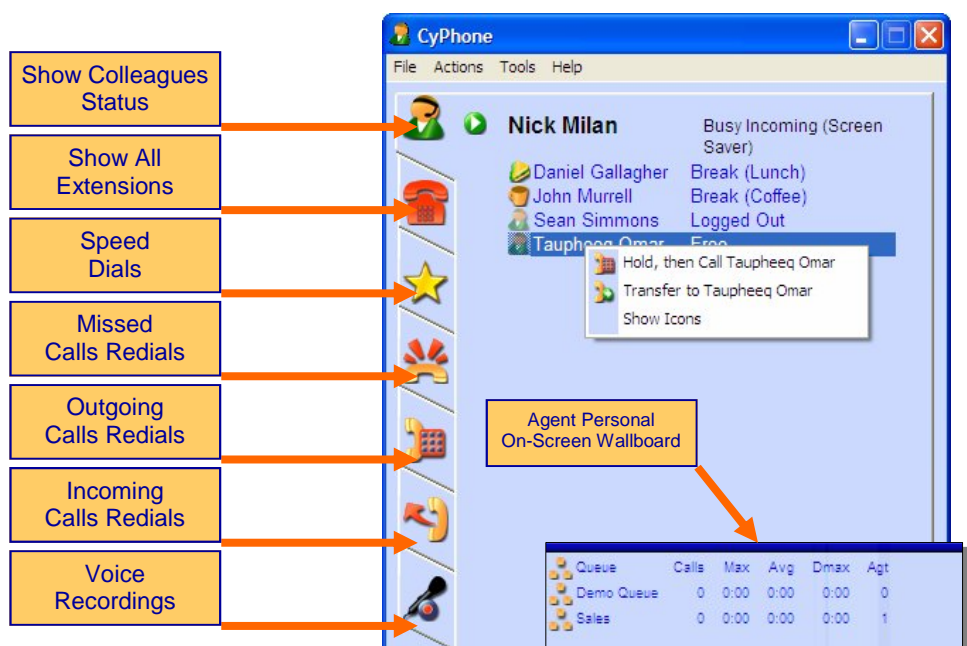 CyPhone
File Actions Tools Help
Show Colleagues
Status
Show All
Extensions
Speed
Dials
Missed
Calls Redials
Outgoing
Calls Redials
Incoming
Calls Redials
Voice
Recordings
Nick Milan Busy Incoming (Screen
Saver)
Daniel Gallagher Break (Lunch)
John Murrell Break (Coffee)
Sean Simmons Logged Out
Taupheeq Omar Free
Hold, then Call Taupheeq Omar
Transfer to Taupheeq Omar
Show Icons
Agent Personal
On-Screen Wallboard
Queue Calls Max Avg Dmax Agt
Demo Queue 0 0:00 0:00 0:00 0
Sales 0 0:00 0:00 0:00 1